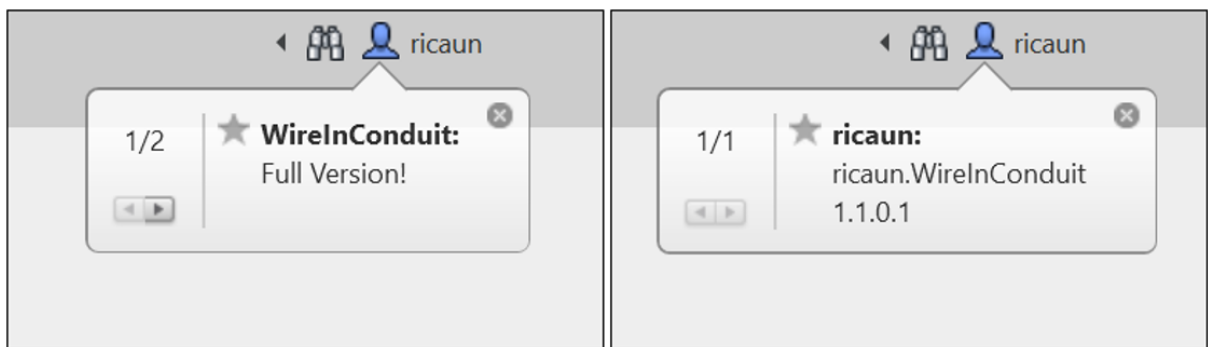 ricaun
1/2
WireInConduit:
Full Version!
ricaun
1/1
ricaun:
ricaun.WireInConduit
1.1.0.1